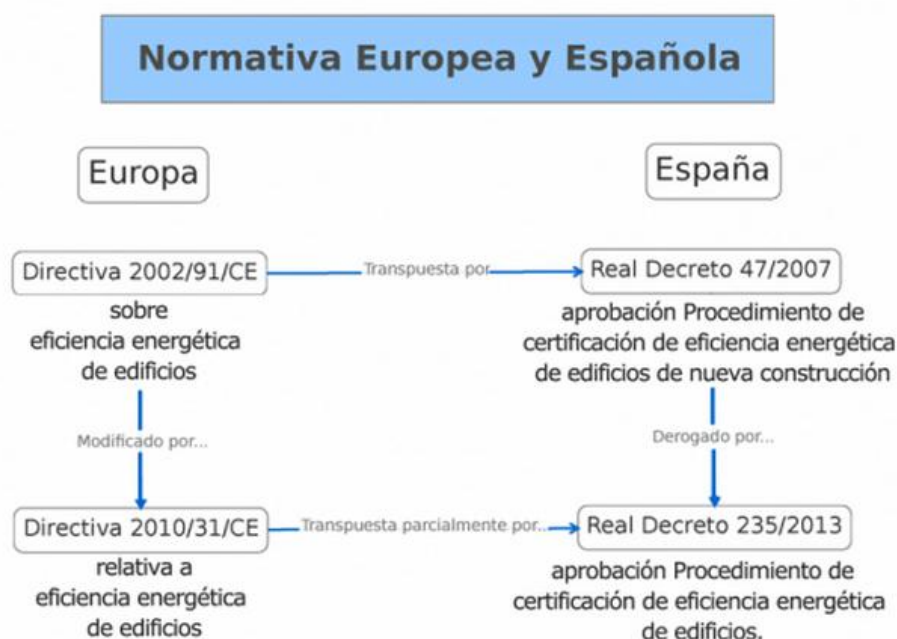 Normativa Europea y Española
Europa
España
Directiva 2002/91/CE
Transpuesta por
Real Decreto 47/2007
sobre
eficiencia energética
de edificios
aprobación Procedimiento de
certificación de eficiencia energética
de edificios de nueva construcción
Modificado por...
Derogado por...
Directiva 2010/31/CE
Transpuesta parcialmente por...
Real Decreto 235/2013
relativa a
eficiencia energética
de edificios
aprobación Procedimiento de
certificación de eficiencia energética
de edificios.